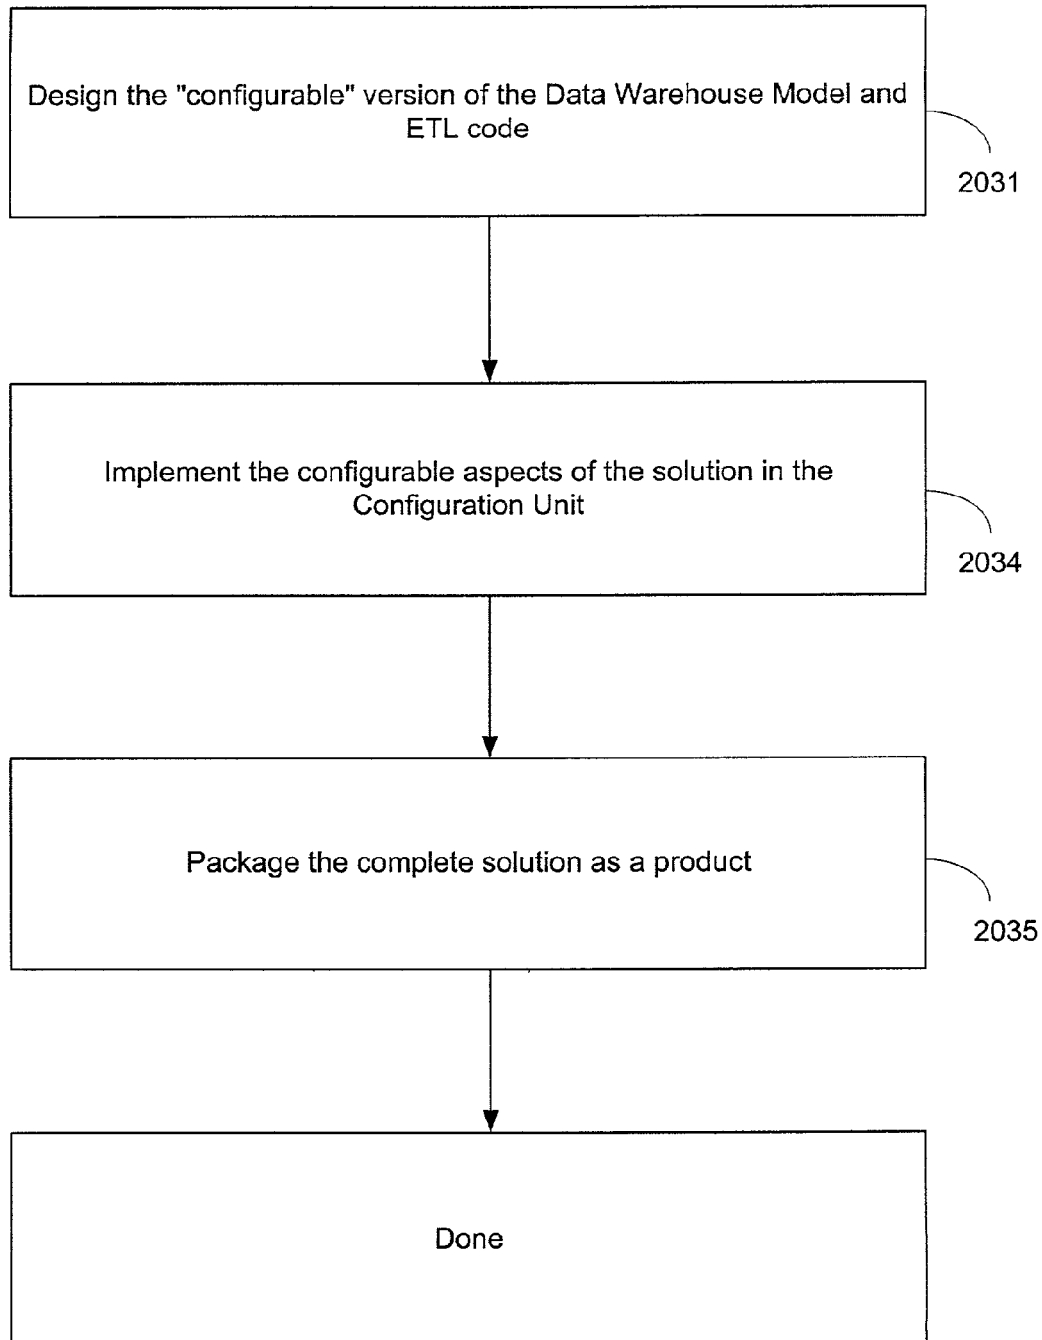 Design the "configurable" version of the Data Warehouse Model and
ETL code
2031
Implement the configurable aspects of the solution in the
Configuration Unit
2034
Package the complete solution as a product
2035
Done